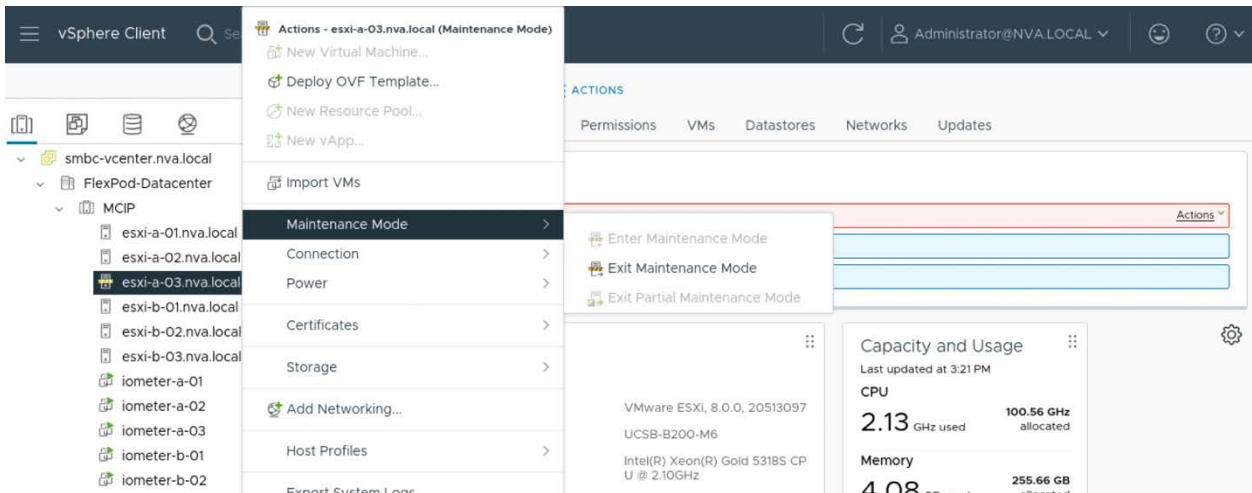 vSphere Client
Actions - esxi-a-03.nva.local (Maintenance Mode)
Administrator@NVA.LOCAL
New Virtual Machine...
Deploy OVF Template...
New Resource Pool...
New vApp...
Import VMs
Maintenance Mode
Connection
Power
Certificates
Storage
Add Networking...
Host Profiles
Export System Logs
Enter Maintenance Mode
Exit Maintenance Mode
Exit Partial Maintenance Mode
ACTIONS
Permissions VMs Datastores Networks Updates
smbc-vcenter.nva.local
FlexPod-Datacenter
MCIP
esxi-a-01.nva.local
esxi-a-02.nva.local
esxi-a-03.nva.local
esxi-b-01.nva.local
esxi-b-02.nva.local
esxi-b-03.nva.local
iometer-a-01
iometer-a-02
iometer-a-03
iometer-b-01
iometer-b-02
Actions
VMware ESXi, 8.0.0, 20513097
UCSB-B200-M6
Intel(R) Xeon(R) Gold 5318S CP
U @ 2.10GHz
Capacity and Usage
Last updated at 3:21 PM
CPU
2.13 GHz used
100.56 GHz
allocated
Memory
4.08
255.66 GB